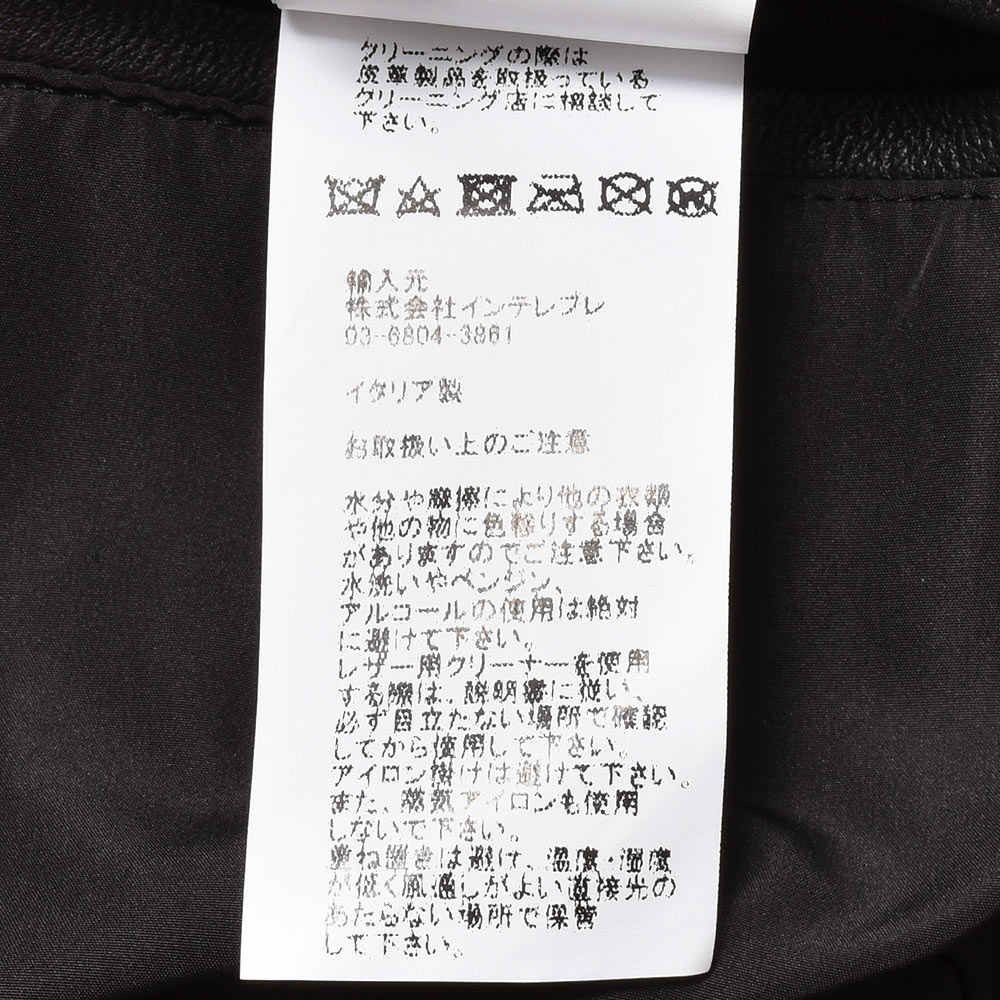 クリーニングの際は
皮革製品を取扱っている
クリーニング店に相談して
下さい。
輸入元
株式会社インテレプレ
03-6804-3861
イタリア製
お取扱い上のご注意
水分や摩擦により他の衣類
や他の物に色移りする場合
がありますのでご注意下さい。
水洗いやベンジン、
アルコールの使用は絶対
に避けて下さい。
レザー用クリーナーを使用
する際は、説明書に従い、
必ず目立たない場所で確認
してから使用して下さい。
アイロン掛けは避けて下さい。
また、蒸気アイロンも使用
しないで下さい。
重ね置きは避け、温度・湿度
が低く風通しがよい直接光の
あたらない場所で保管
して下さい。